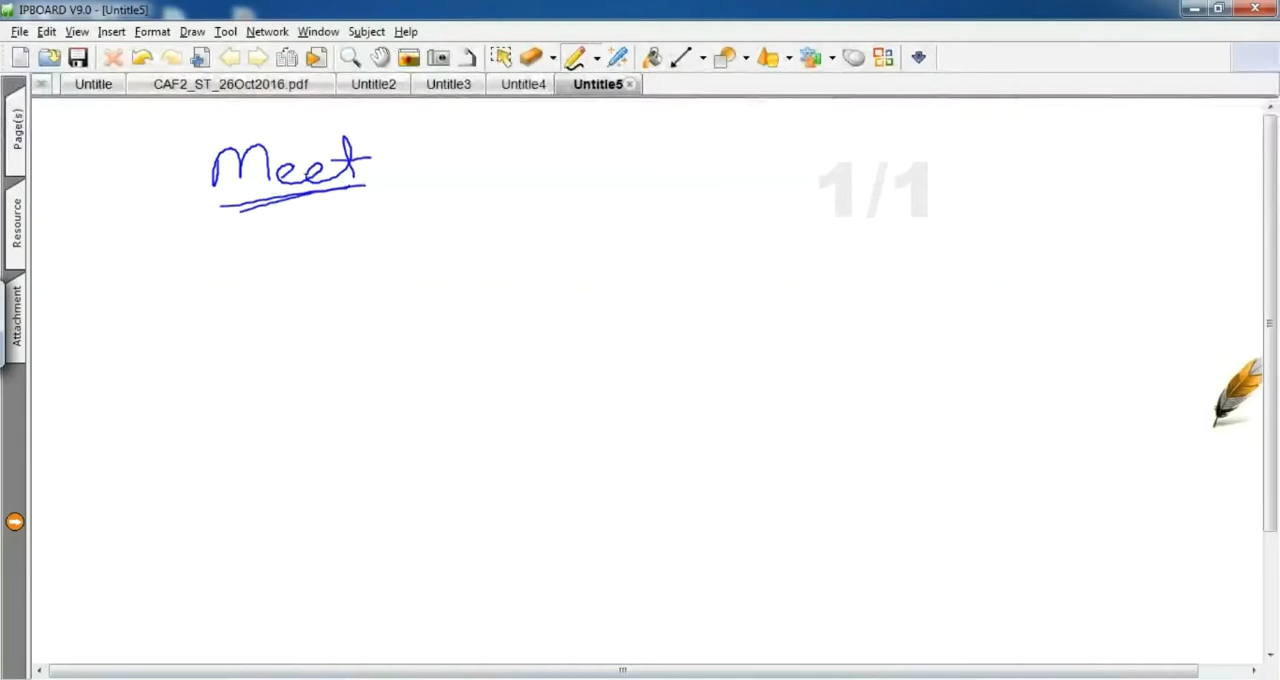 IPBOARD V9.0 - [Untitle5]
File Edit View Insert Format Draw Tool Network Window Subject Help
Untitle CAF2_ST_26Oct2016.pdf Untitle2 Untitle3 Untitle4 Untitle5
Page(s)
Resource
Attachment
Meet
1/1